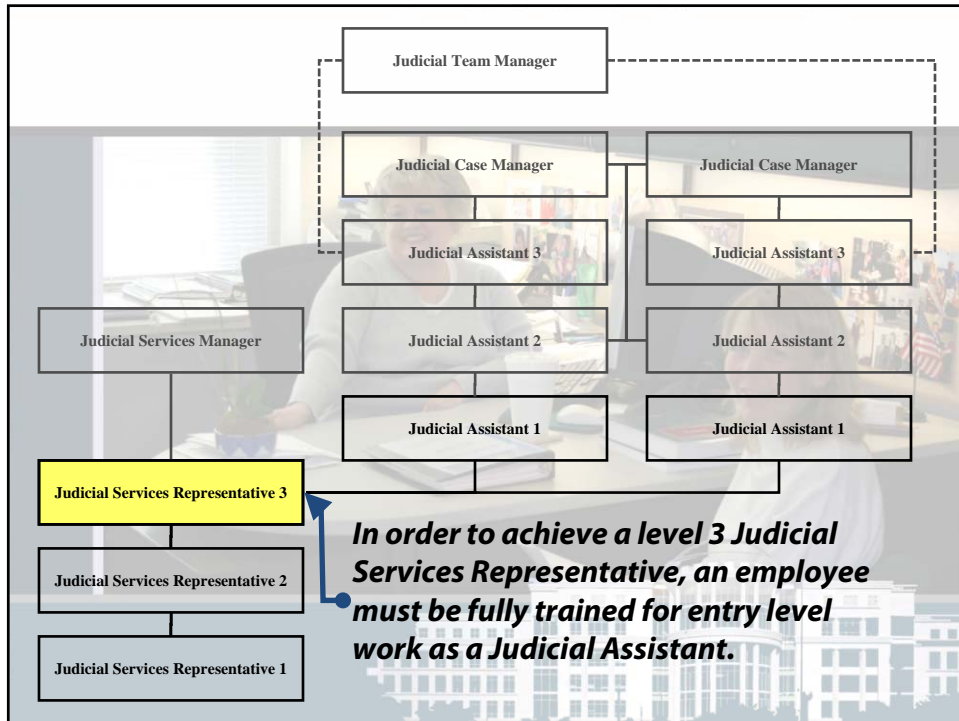 Judicial Team Manager
Judicial Case Manager
Judicial Case Manager
Judicial Assistant 3
Judicial Assistant 3
Judicial Services Manager
Judicial Assistant 2
Judicial Assistant 2
Judicial Assistant 1
Judicial Assistant 1
Judicial Services Representative 3
In order to achieve a level 3 Judicial
Services Representative, an employee
must be fully trained for entry level
work as a Judicial Assistant.
Judicial Services Representative 2
Judicial Services Representative 1